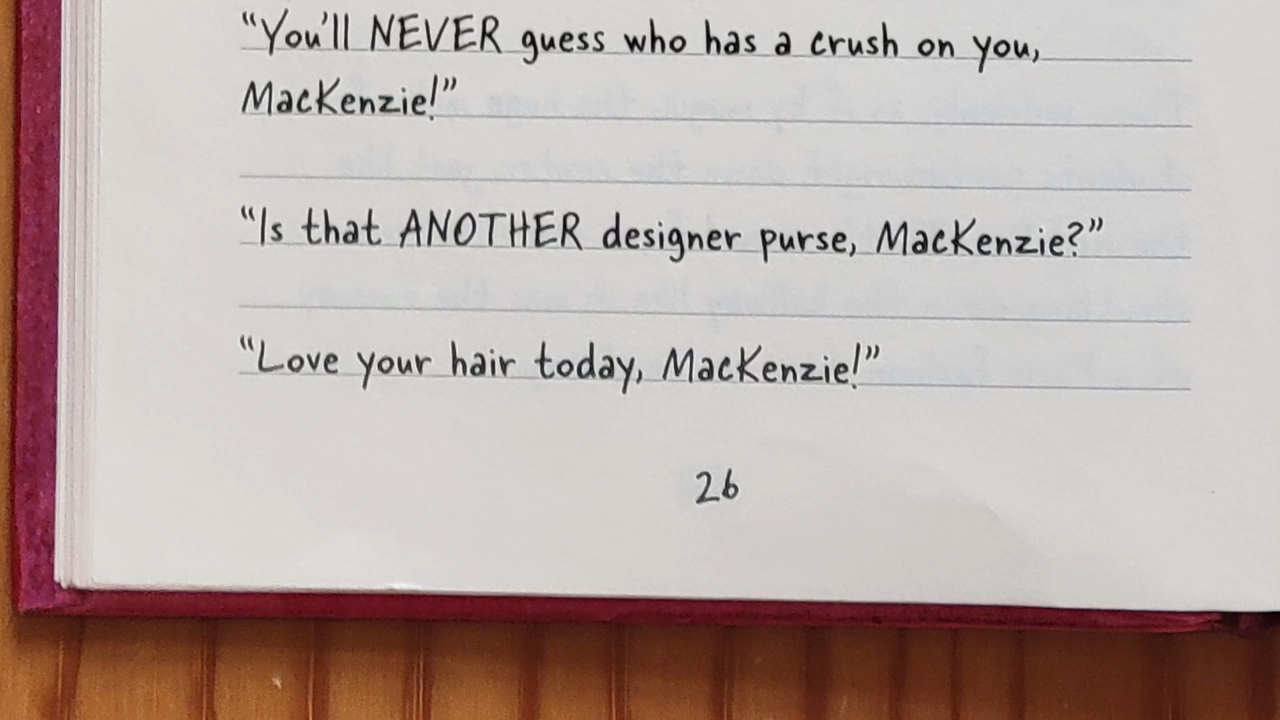 “You'll NEVER guess who has a crush on you,
MacKenzie!”
“Is that ANOTHER designer purse, MacKenzie?”
“Love your hair today, MacKenzie!”
26